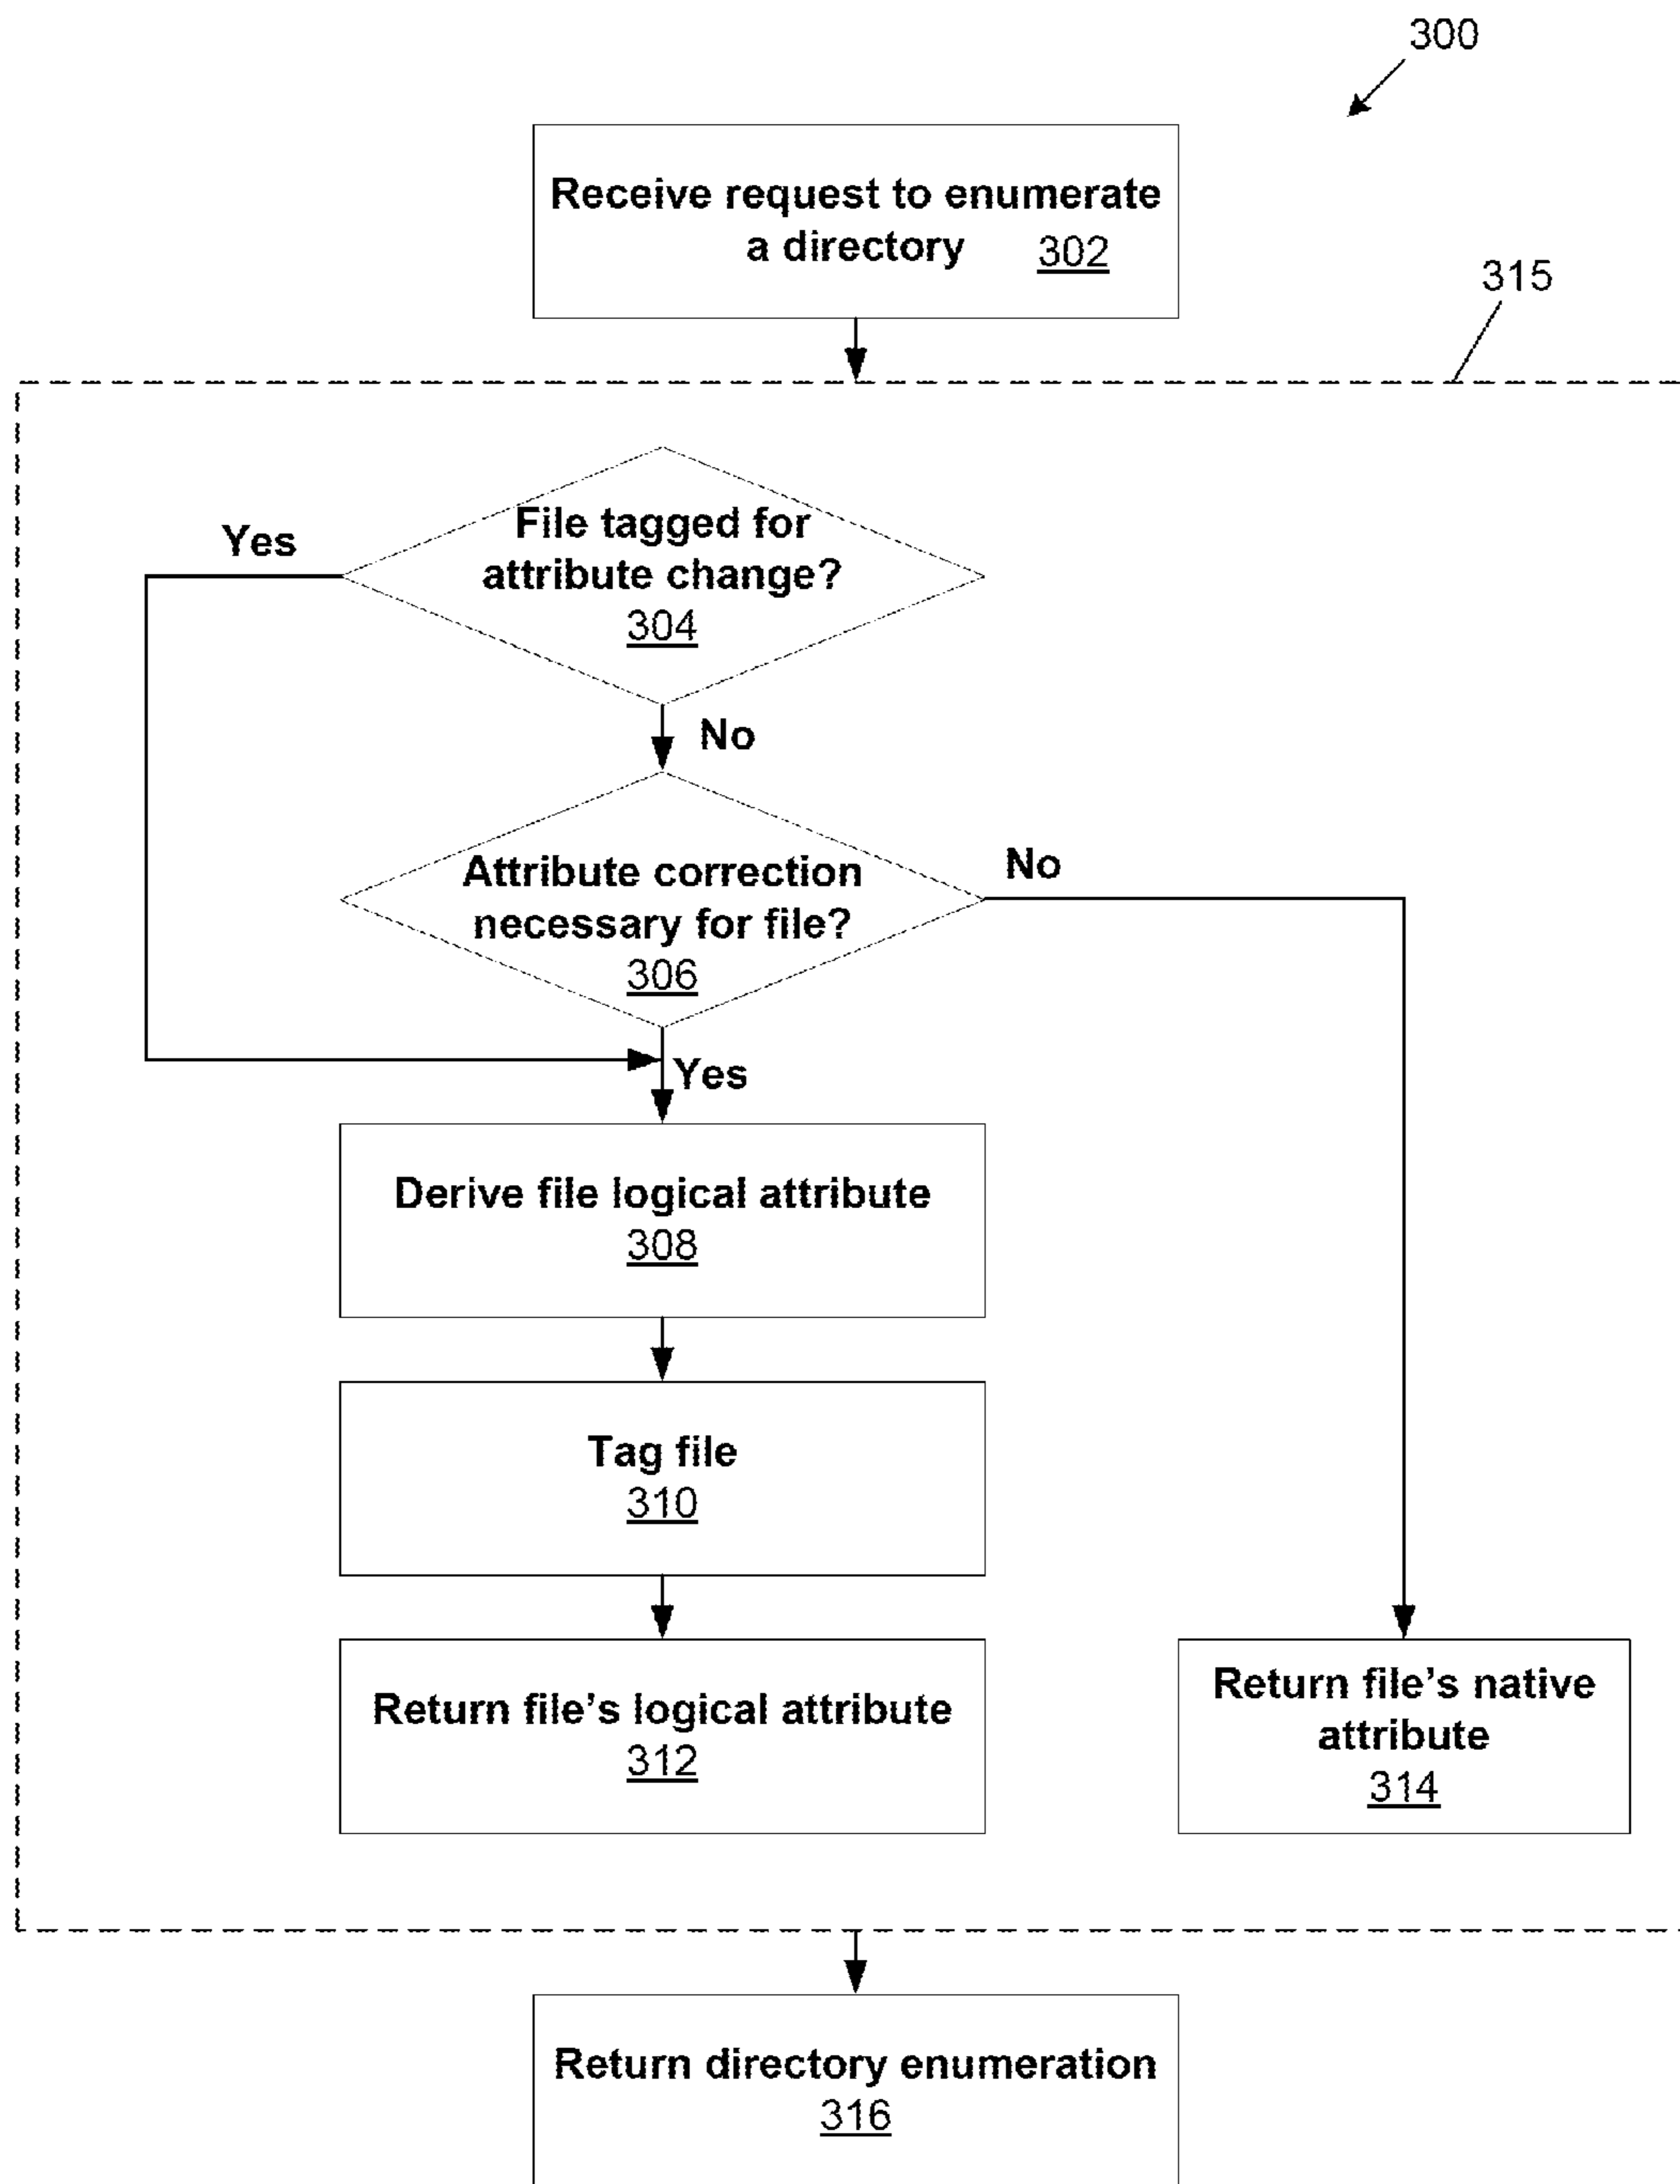 300
Receive request to enumerate
a directory 302
315
File tagged for
attribute change?
304
Yes
No
Attribute correction
necessary for file?
306
No
Yes
Derive file logical attribute
308
Tag file
310
Return file's logical attribute
312
Return file's native
attribute
314
Return directory enumeration
316